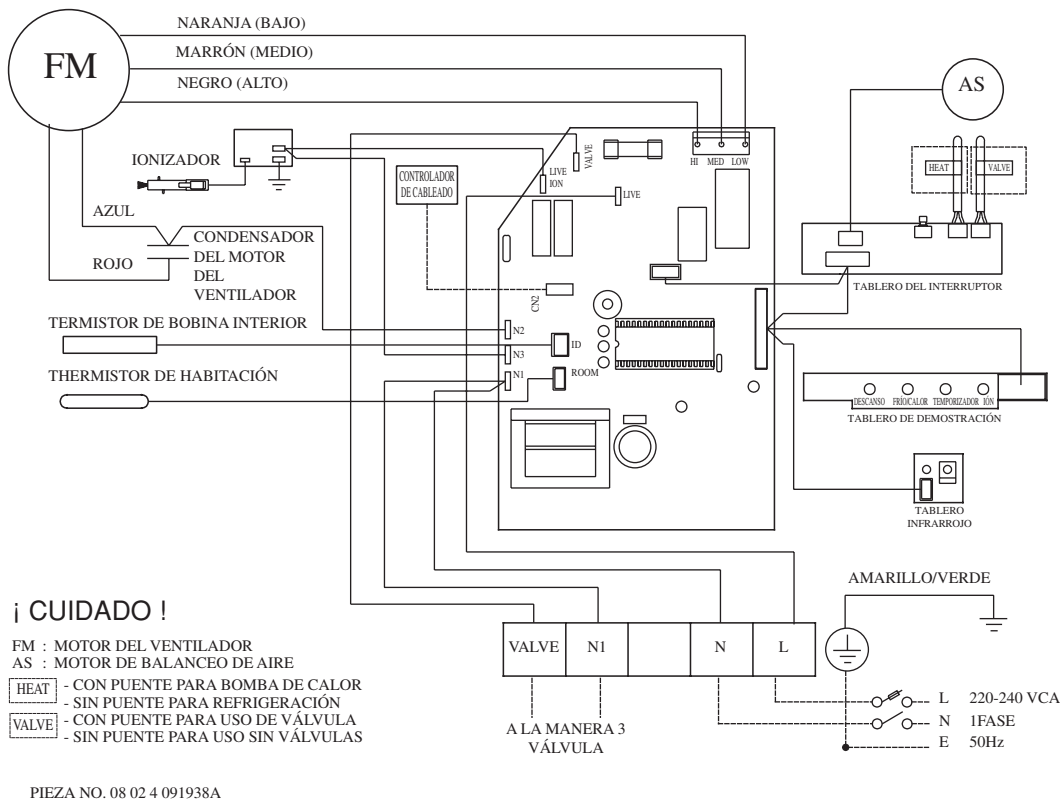 NARANJA (BAJO)
FM
MARRÓN (MEDIO)
NEGRO (ALTO)
AS
IONIZADOR
CONTROLADOR
DE CABLEADO
LIVE
ION
VALVE
LIVE
HI MED LOW
HEAT
VALVE
TABLERO DEL INTERRUPTOR
AZUL
ROJO
CONDENSADOR
DEL MOTOR
DEL
VENTILADOR
CN2
TERMISTOR DE BOBINA INTERIOR
THERMISTOR DE HABITACIÓN
N2
N3
N1
ID
ROOM
DESCANSO FRÍO/CALOR TEMPORIZADOR IÓN
TABLERO DE DEMOSTRACIÓN
TABLERO
INFRARROJO
AMARILLO/VERDE
VALVE N1 N L
A LA MANERA 3
VÁLVULA
L 220-240 VCA
N 1FASE
E 50Hz
¡ CUIDADO !
FM : MOTOR DEL VENTILADOR
AS : MOTOR DE BALANCEO DE AIRE
HEAT - CON PUENTE PARA BOMBA DE CALOR
- SIN PUENTE PARA REFRIGERACIÓN
VALVE - CON PUENTE PARA USO DE VÁLVULA
- SIN PUENTE PARA USO SIN VÁLVULAS
PIEZA NO. 08 02 4 091938A